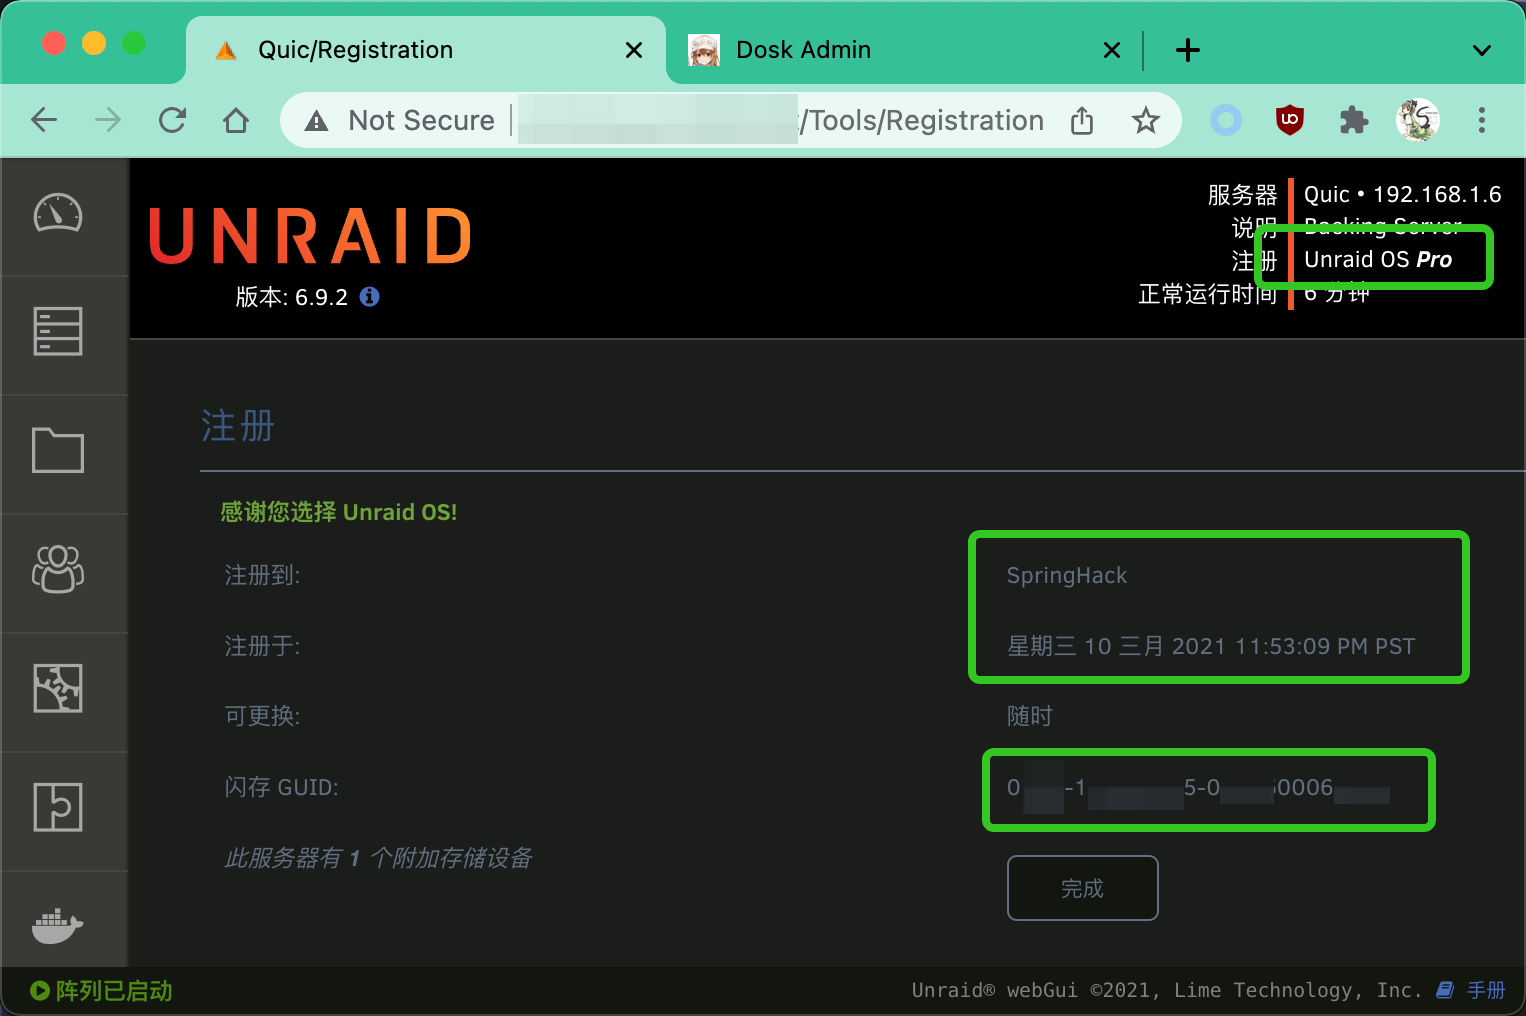 Quic/Registration
Dosk Admin
Not Secure
/Tools/Registration
UNRAID
版本: 6.9.2
服务器 Quic • 192.168.1.6
说明 Backing Server
注册 Unraid OS Pro
正常运行时间 6 分钟
注册
感谢您选择 Unraid OS!
注册到: SpringHack
注册于: 星期三 10 三月 2021 11:53:09 PM PST
可更换: 随时
闪存 GUID: 0 -1 5-0 0006
此服务器有 1 个附加存储设备
完成
阵列已启动
Unraid® webGui ©2021, Lime Technology, Inc. 手册